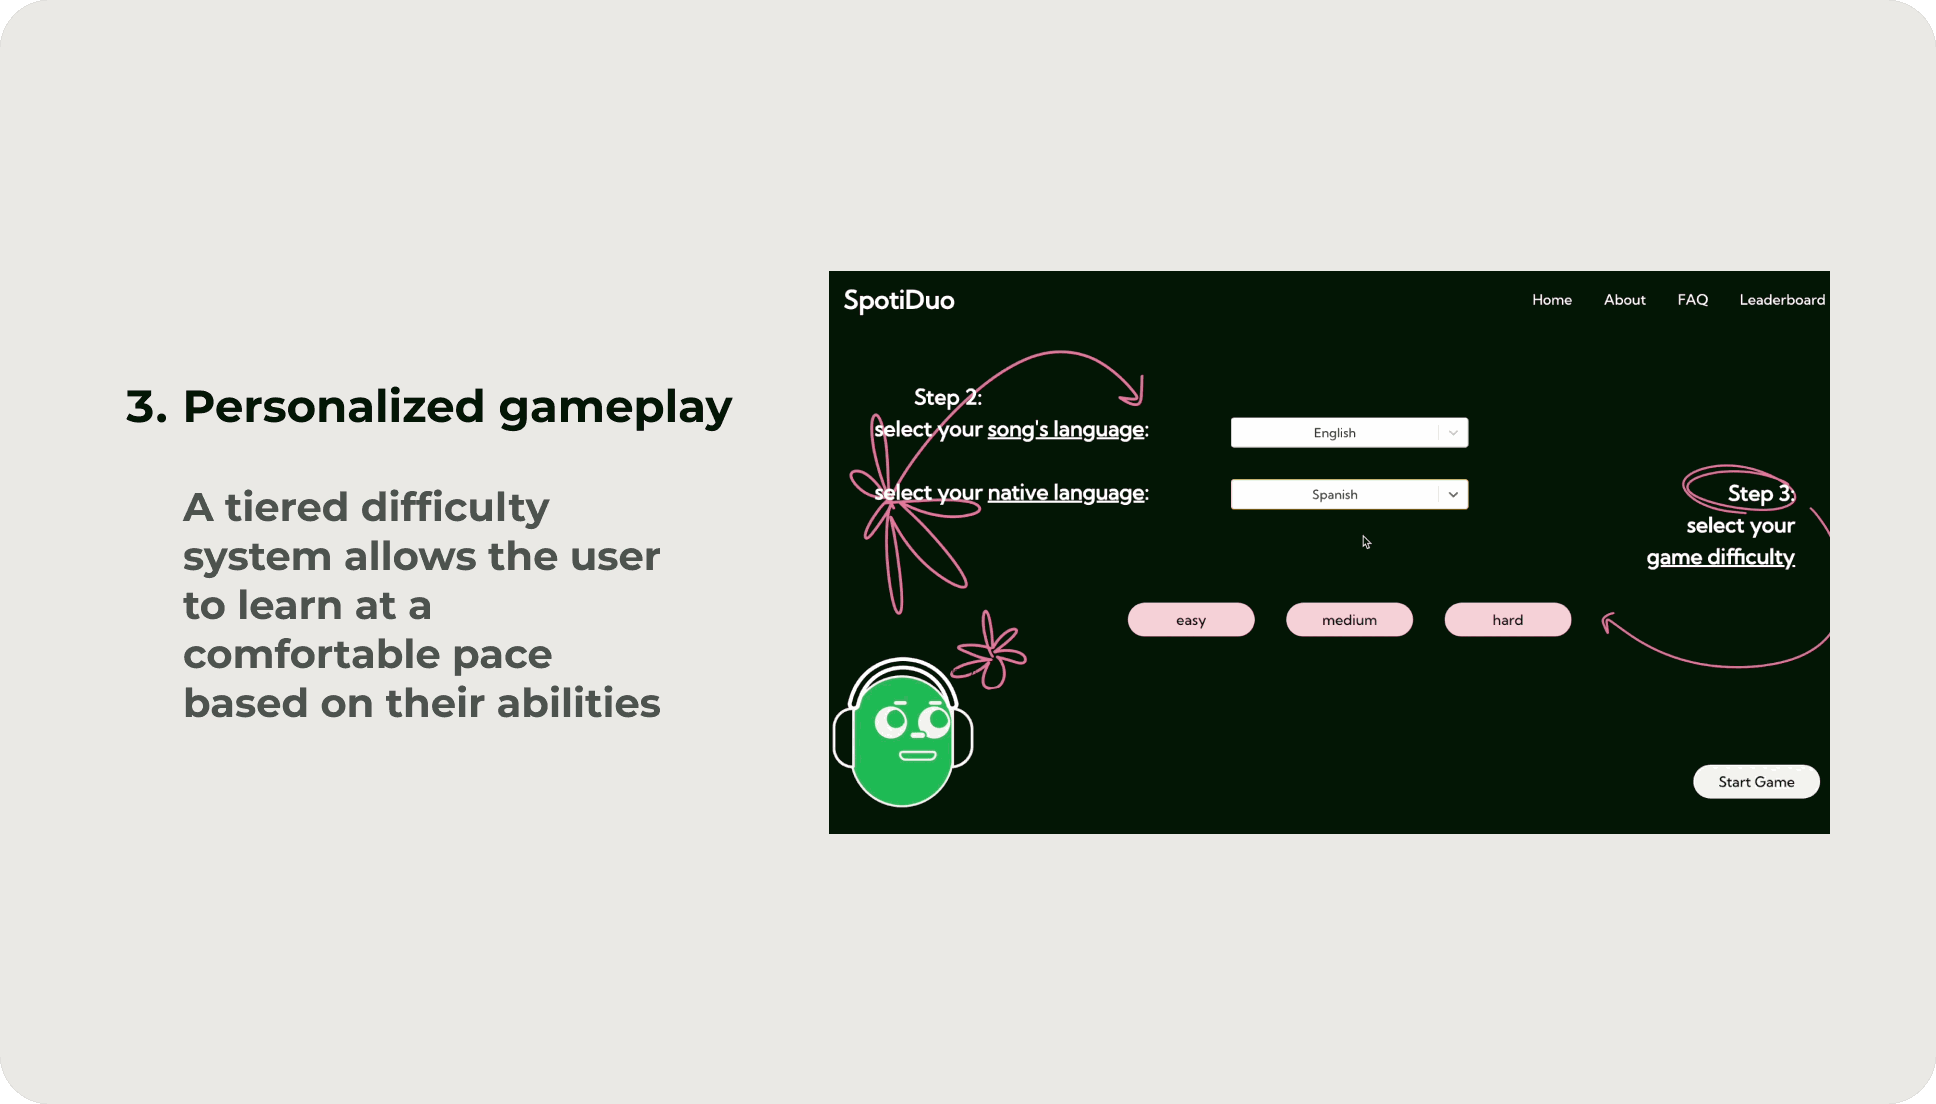 3. Personalized gameplay
A tiered difficulty
system allows the user
to learn at a
comfortable pace
based on their abilities
SpotiDuo
Home About FAQ Leaderboard
Step 2:
select your song's language:
English
select your native language:
Spanish
Step 3:
select your
game difficulty
easy medium hard
Start Game